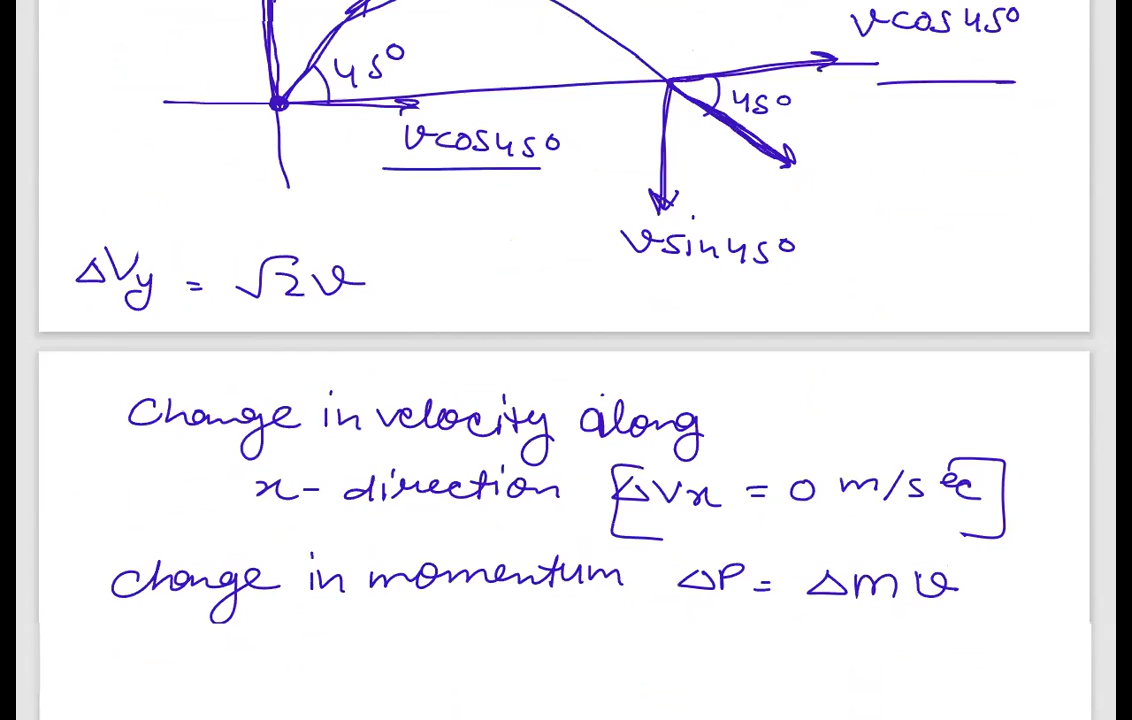 vcos45°
45°
45°
vcos45°
vsin45°
ΔVy = √2v
Change in velocity along
x- direction [ΔVx = 0 m/sec]
change in momentum ΔP = Δmv